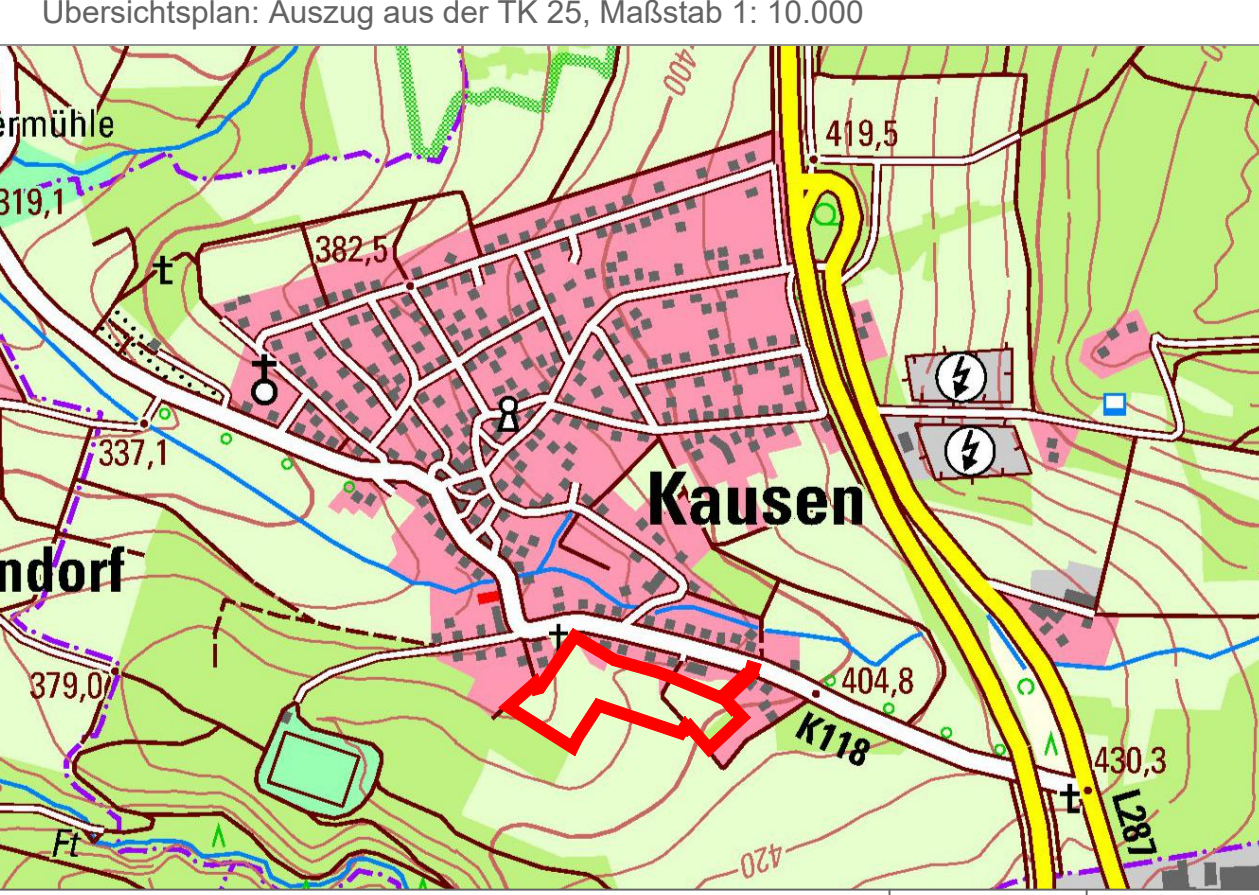 Übersichtsplan: Auszug aus der TK 25, Maßstab 1: 10.000
400
ermühle
419,5
319,1
382,5
337,1
Kausen
ndorf
379,0
404,8
K118
430,3
L287
Ft
420